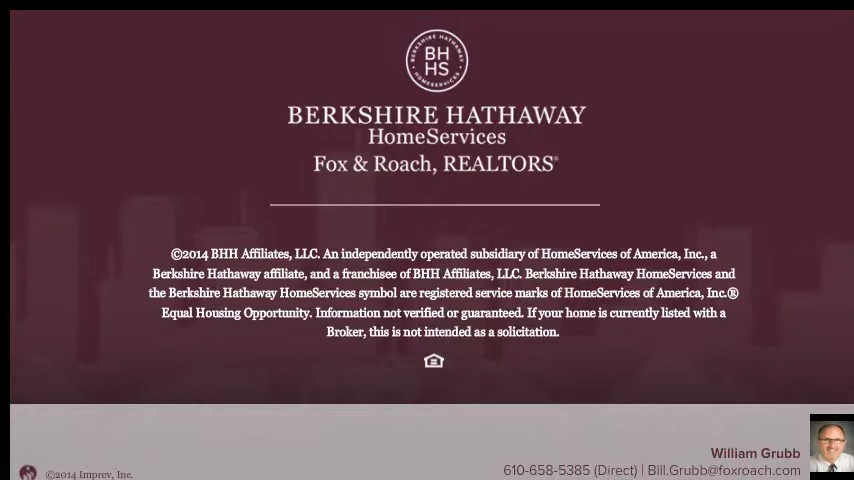 BERKSHIRE HATHAWAY
BH
HS
HOMESERVICES
BERKSHIRE HATHAWAY
HomeServices
Fox & Roach, REALTORS®
©2014 BHH Affiliates, LLC. An independently operated subsidiary of HomeServices of America, Inc., a
Berkshire Hathaway affiliate, and a franchisee of BHH Affiliates, LLC. Berkshire Hathaway HomeServices and
the Berkshire Hathaway HomeServices symbol are registered service marks of HomeServices of America, Inc.®
Equal Housing Opportunity. Information not verified or guaranteed. If your home is currently listed with a
Broker, this is not intended as a solicitation.
William Grubb
610-658-5385 (Direct) | Bill.Grubb@foxroach.com
©2014 Imprev, Inc.